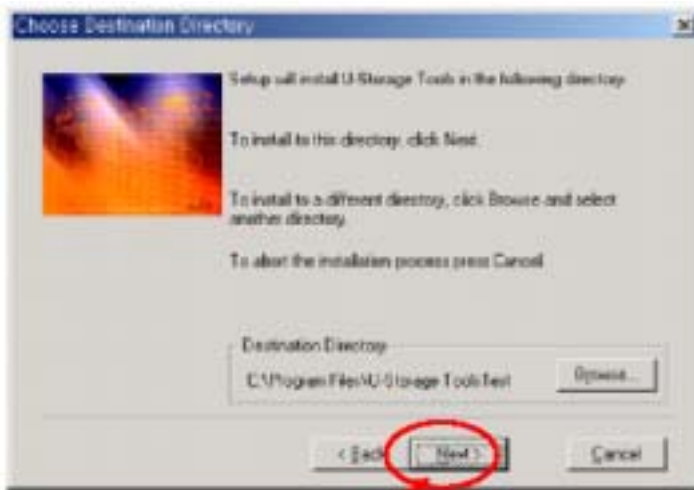 Choose Destination Directory
Setup will install U-Storage Tools in the following directory.
To install to this directory, click Next.
To install to a different directory, click Browse and select
another directory.
To abort the installation process press Cancel.
Destination Directory
C:\Program Files\U-Storage Tools
Browse...
< Back
Next >
Cancel